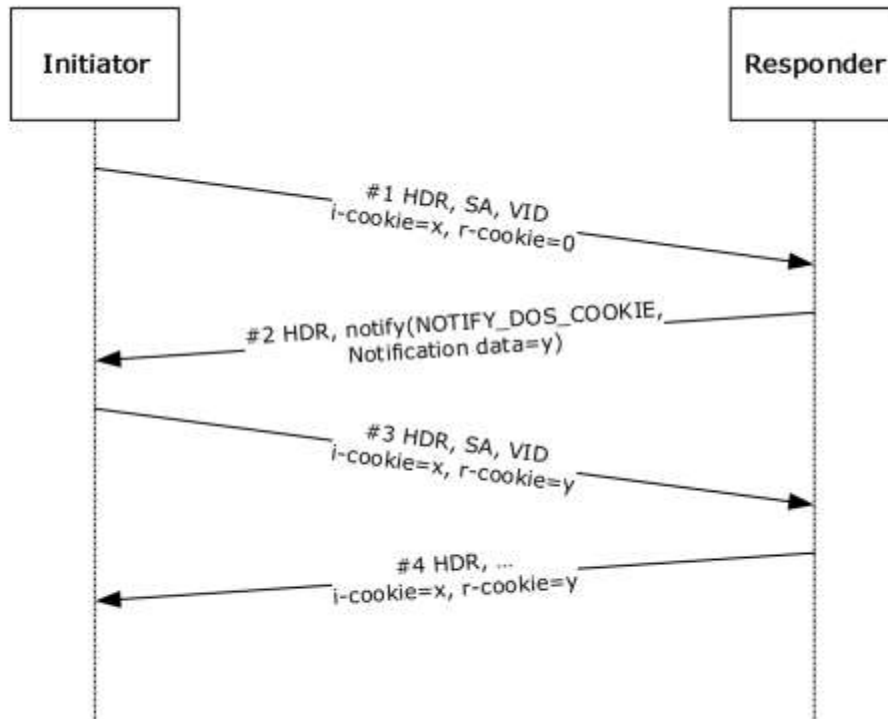 Initiator
Responder
#1 HDR, SA, VID
i-cookie=x, r-cookie=0
#2 HDR, notify(NOTIFY_DOS_COOKIE,
Notification data=y)
#3 HDR, SA, VID
i-cookie=x, r-cookie=y
#4 HDR, ...
i-cookie=x, r-cookie=y